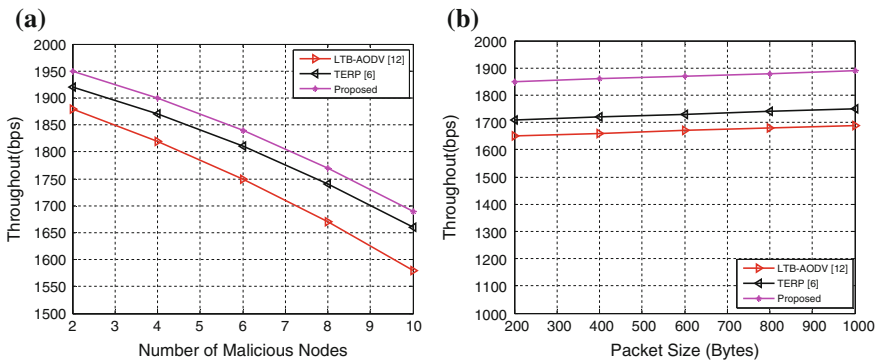 (a)
2000
1950
1900
1850
1800
1750
1700
1650
1600
1550
1500
Throughout(bps)
2 3 4 5 6 7 8 9 10
Number of Malicious Nodes
LTB-AODV [12]
TERP [6]
Proposed
(b)
2000
1900
1800
1700
1600
1500
1400
1300
1200
1100
1000
Throughout(bps)
200 300 400 500 600 700 800 900 1000
Packet Size (Bytes)
LTB-AODV [12]
TERP [6]
Proposed